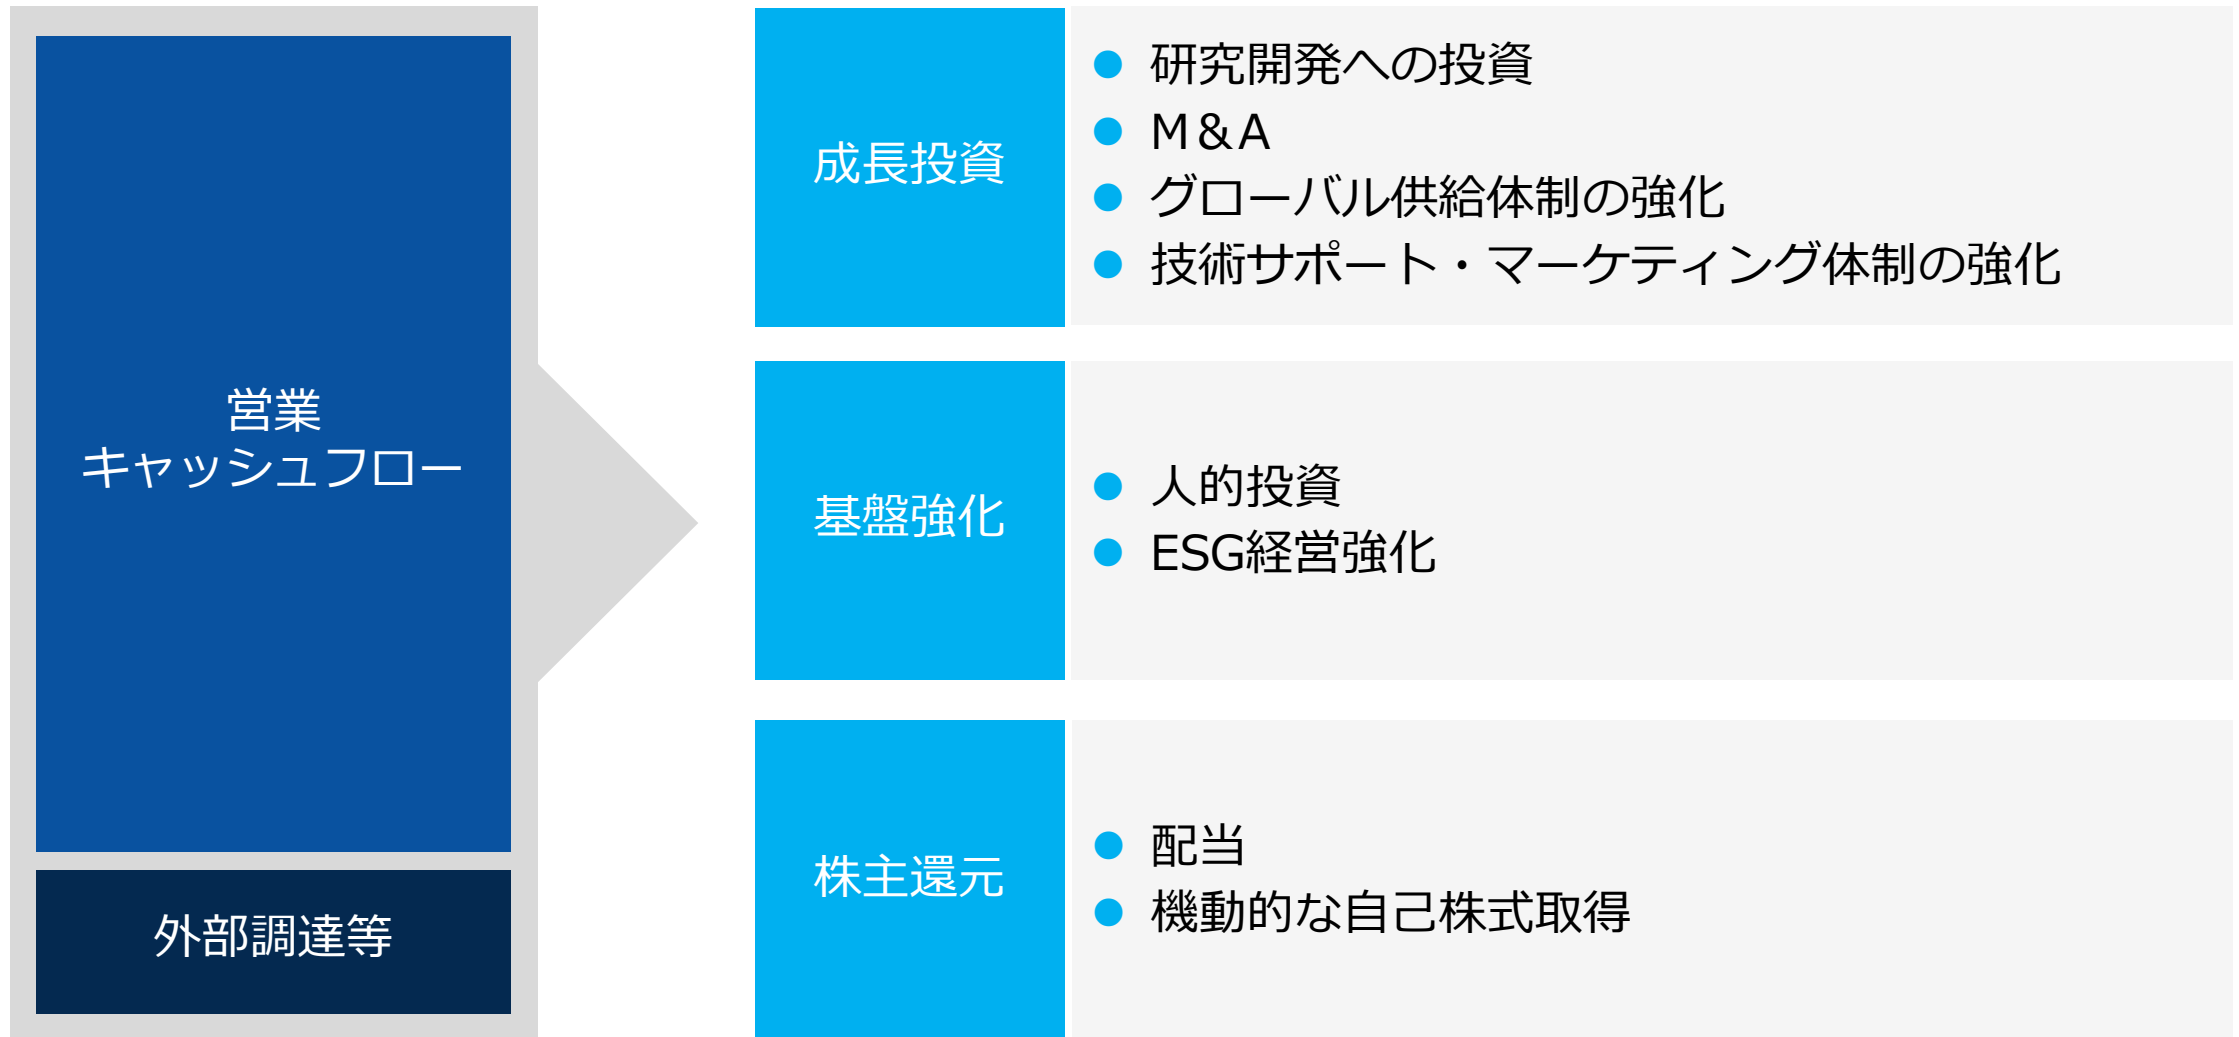 営業
キャッシュフロー
外部調達等
成長投資
● 研究開発への投資
● M&A
● グローバル供給体制の強化
● 技術サポート・マーケティング体制の強化
基盤強化
● 人的投資
● ESG経営強化
株主還元
● 配当
● 機動的な自己株式取得